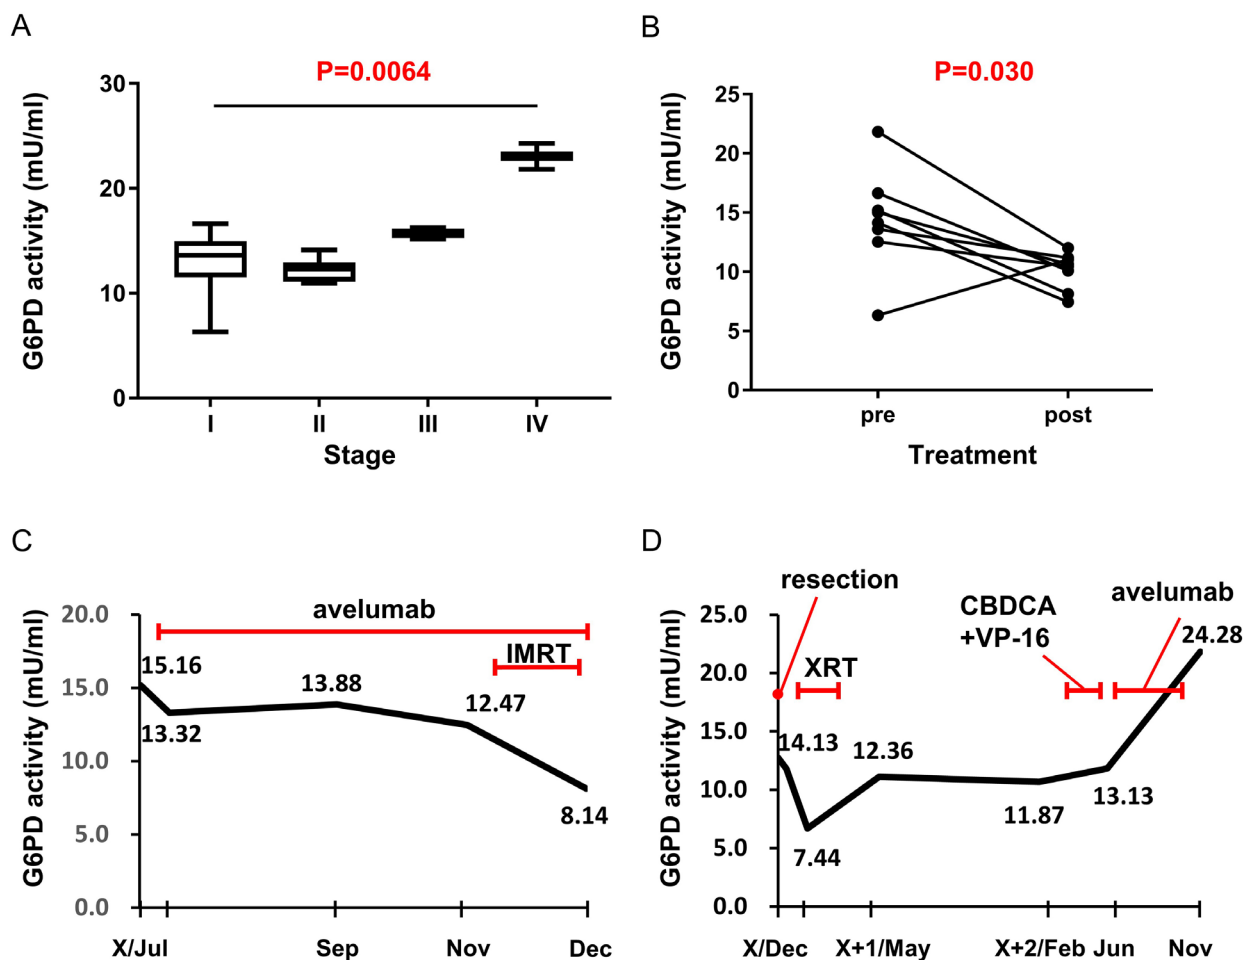 A
P=0.0064
G6PD activity (mU/ml)
30
20
10
0
I II III IV
Stage
B
P=0.030
G6PD activity (mU/ml)
25
20
15
10
5
0
pre post
Treatment
C
G6PD activity (mU/ml)
20.0
15.0
10.0
5.0
0.0
avelumab
IMRT
15.16
13.32
13.88
12.47
8.14
X/Jul Sep Nov Dec
D
G6PD activity (mU/ml)
25.0
20.0
15.0
10.0
5.0
0.0
resection
XRT
CBDCA
+VP-16
avelumab
14.13
7.44
12.36
11.87
13.13
24.28
X/Dec X+1/May X+2/Feb Jun Nov